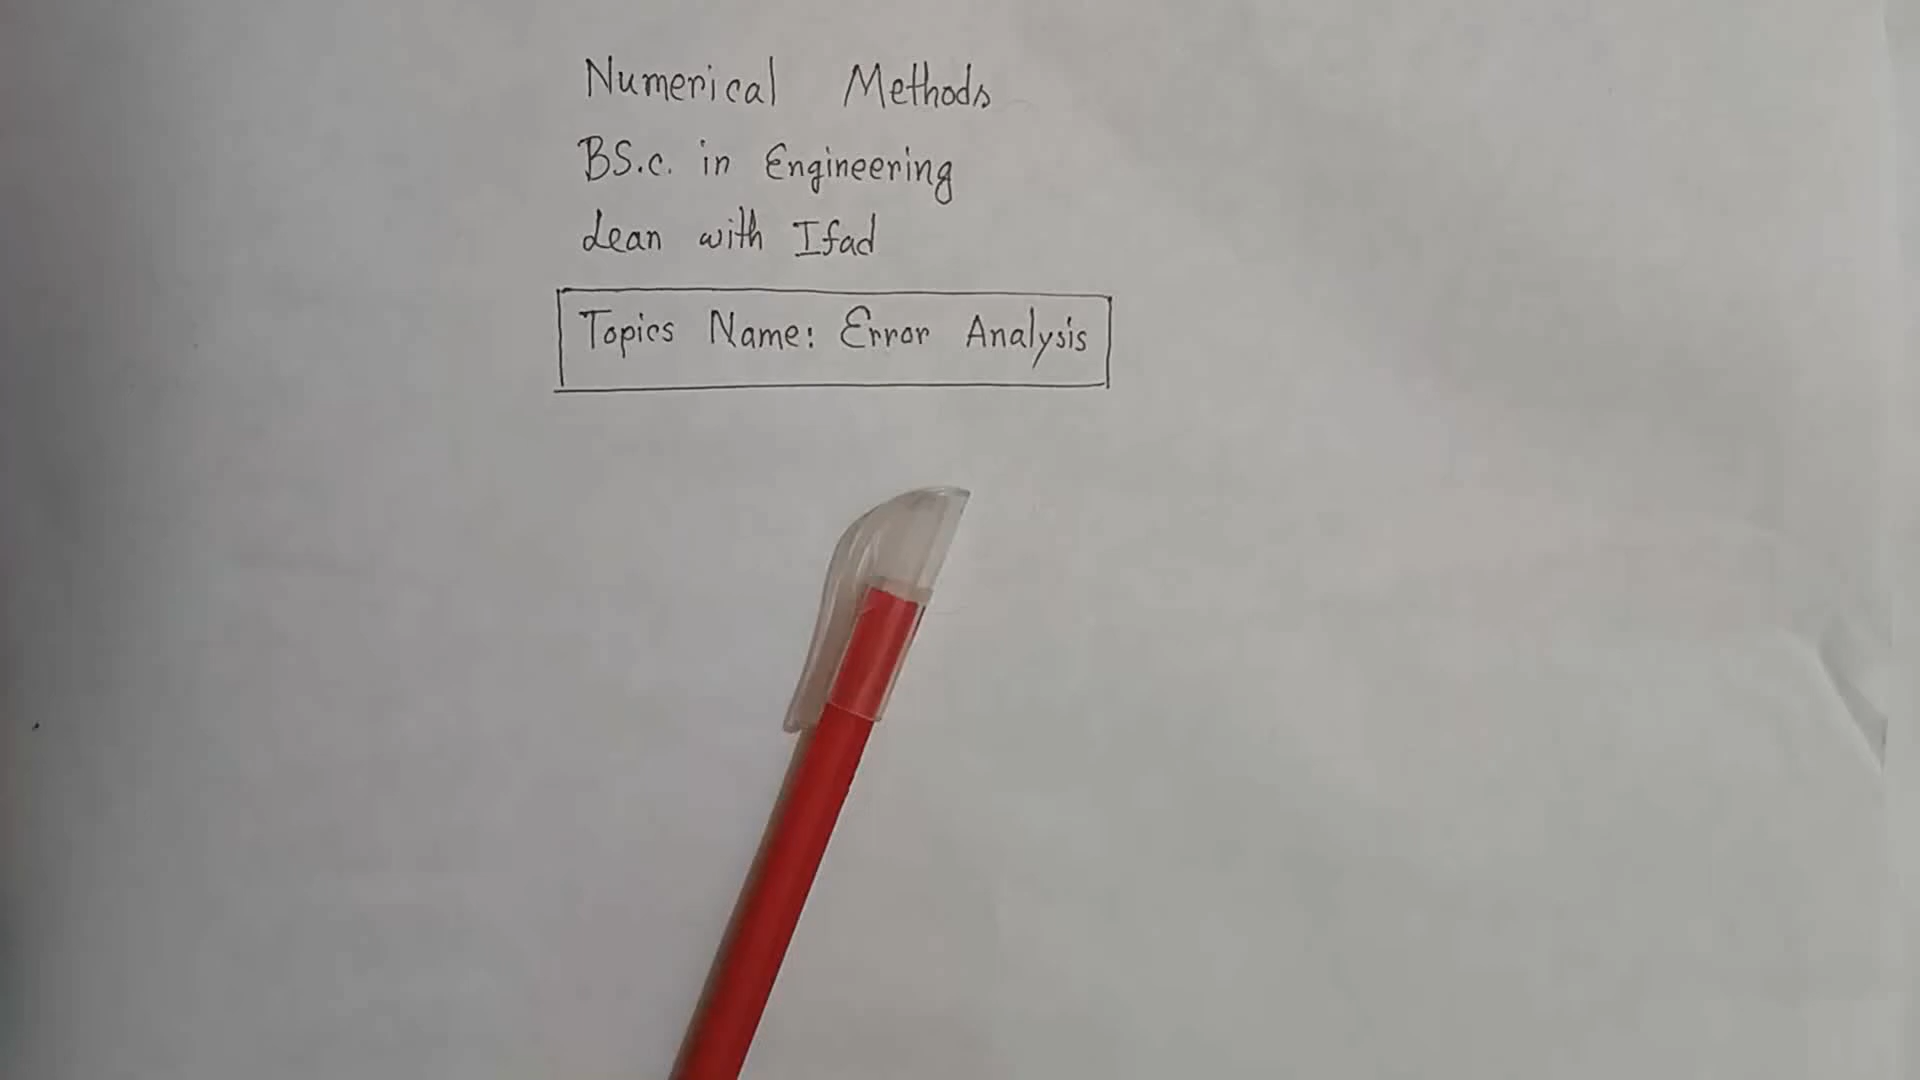 Numerical Methods
BS.c. in Engineering
Lean with Ifad
Topics Name: Error Analysis